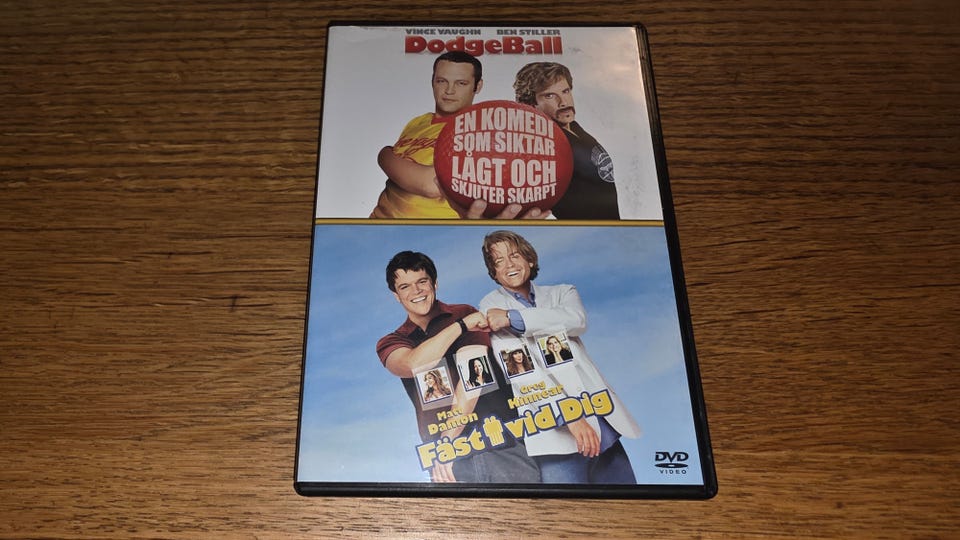 VINCE VAUGHN BEN STILLER
DodgeBall
EN KOMEDI
SOM SIKTAR
LÅGT OCH
SKJUTER SKARPT
Matt Damon
Greg Kinnear
Fäst vid Dig
DVD
VIDEO